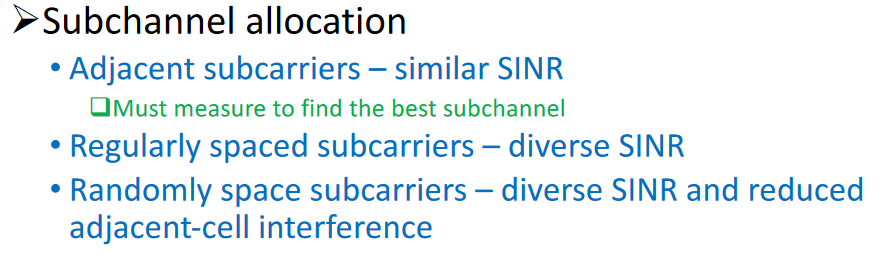 ➢Subchannel allocation
• Adjacent subcarriers – similar SINR
❑Must measure to find the best subchannel
• Regularly spaced subcarriers – diverse SINR
• Randomly space subcarriers – diverse SINR and reduced
adjacent-cell interference